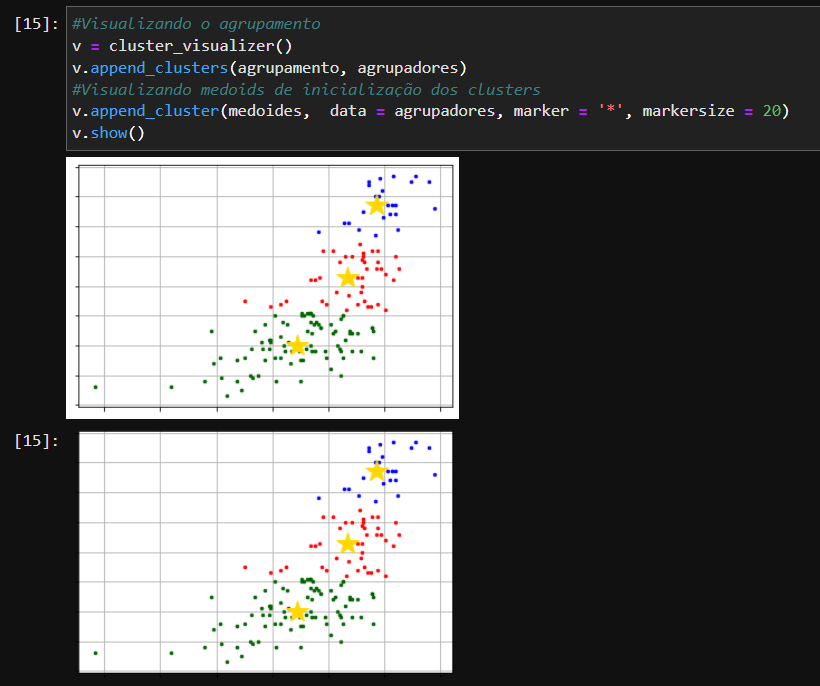 [15]: #Visualizando o agrupamento
v = cluster_visualizer()
v.append_clusters(agrupamento, agrupadores)
#Visualizando medoids de inicialização dos clusters
v.append_cluster(medoides,  data = agrupadores, marker = '*', markersize = 20)
v.show()
[15]: